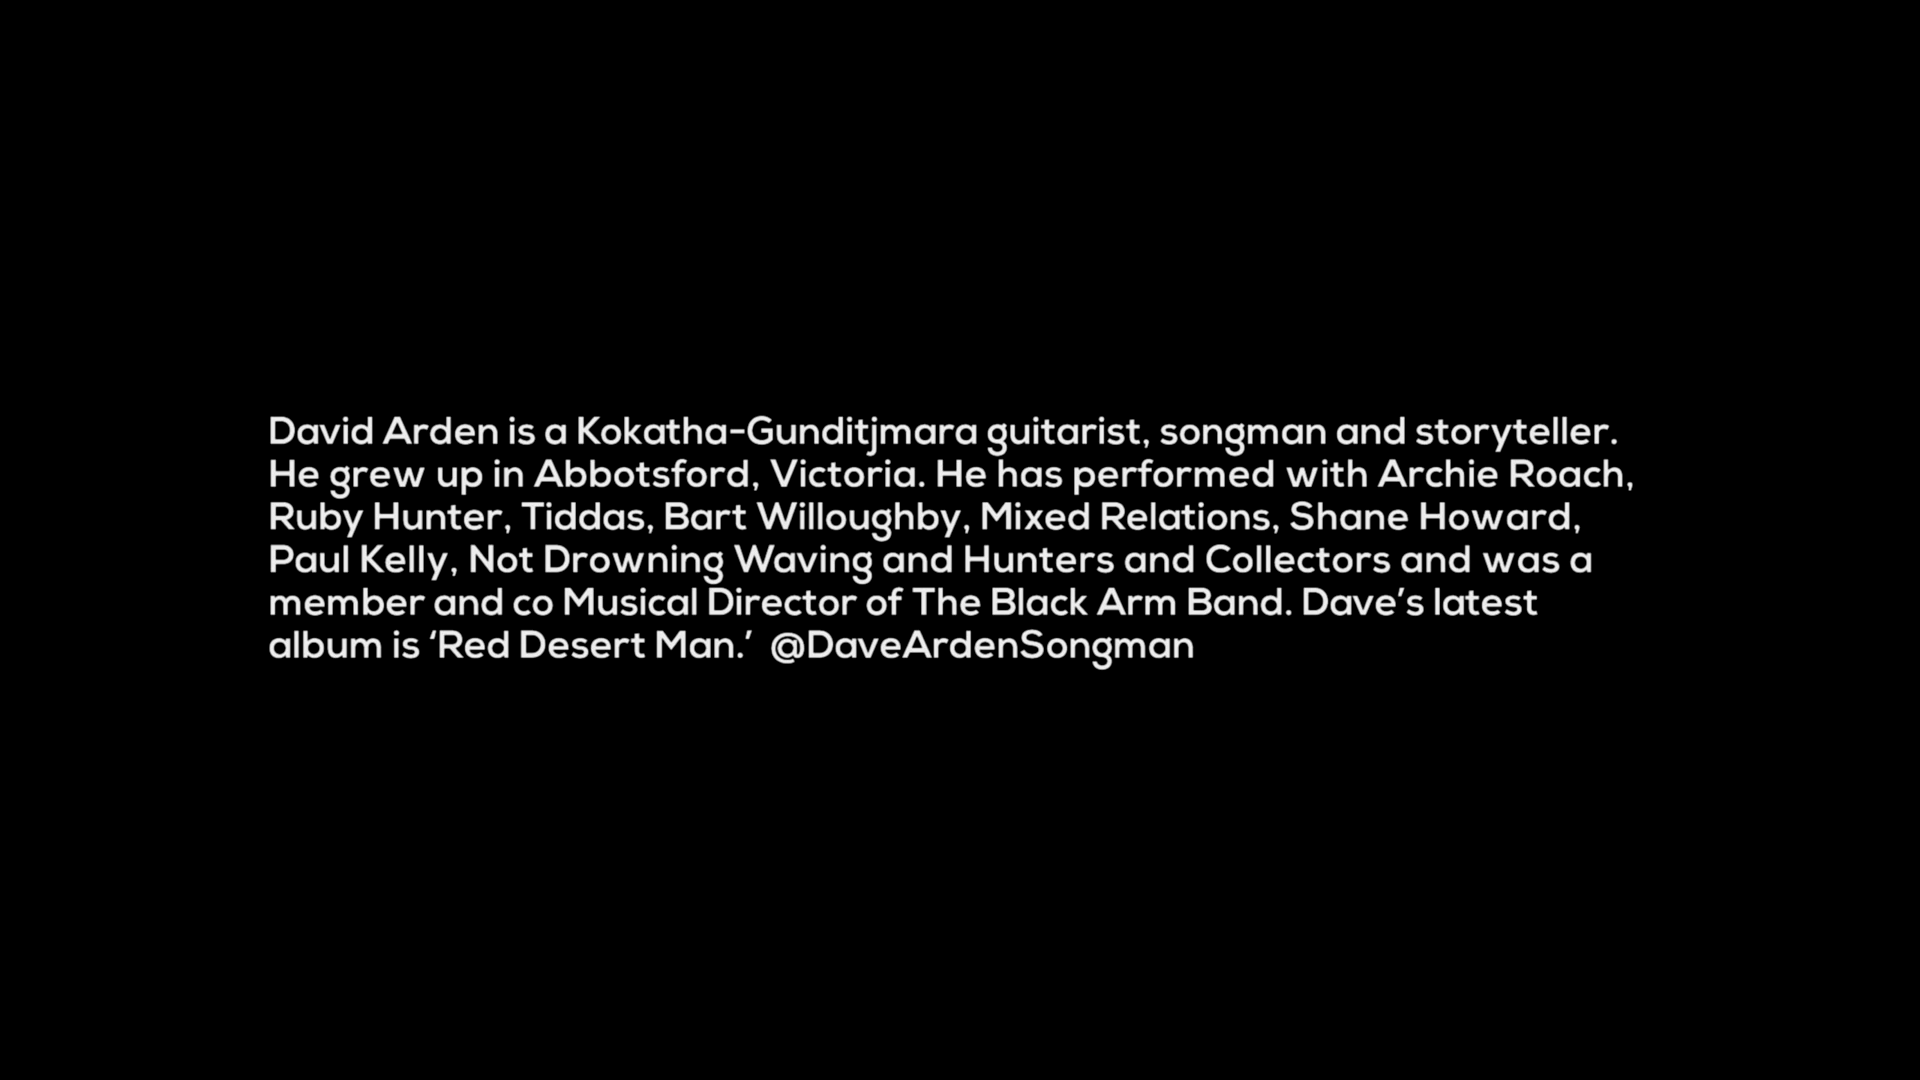 David Arden is a Kokatha-Gunditjmara guitarist, songman and storyteller.
He grew up in Abbotsford, Victoria. He has performed with Archie Roach,
Ruby Hunter, Tiddas, Bart Willoughby, Mixed Relations, Shane Howard,
Paul Kelly, Not Drowning Waving and Hunters and Collectors and was a
member and co Musical Director of The Black Arm Band. Dave’s latest
album is ‘Red Desert Man.’  @DaveArdenSongman